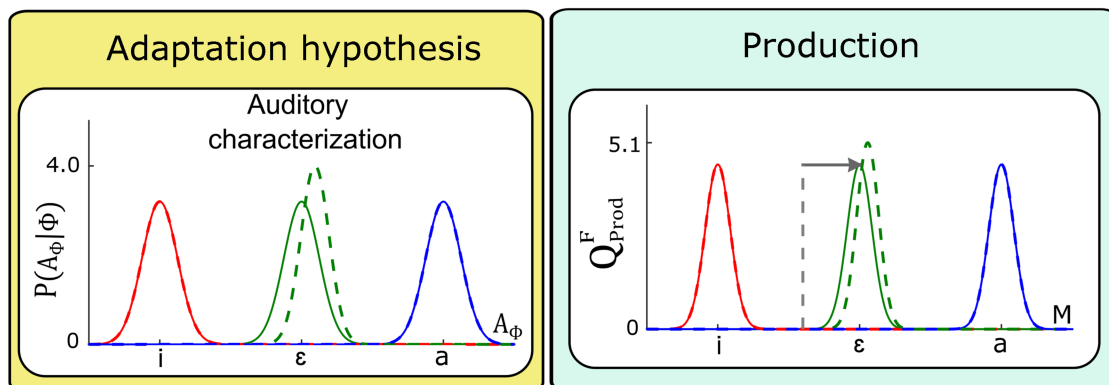 Adaptation hypothesis
Auditory
characterization
4.0
P(A_Φ|Φ)
0
A_Φ
i ε a
Production
5.1
Q^F_Prod
0
M
i ε a